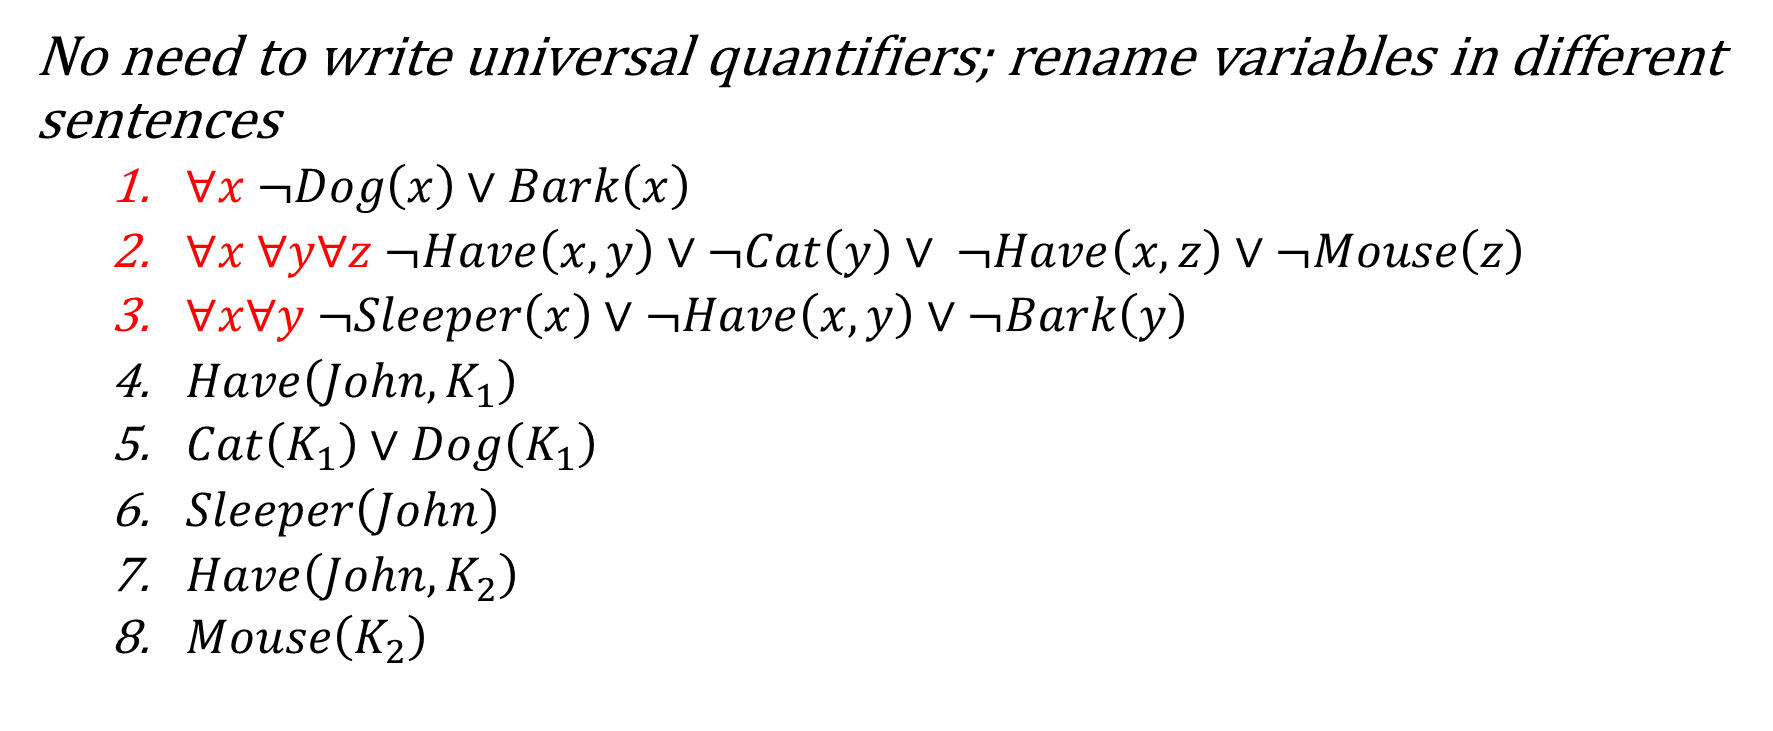 No need to write universal quantifiers; rename variables in different
sentences
1. ∀x ¬Dog(x) ∨ Bark(x)
2. ∀x ∀y∀z ¬Have(x, y) ∨ ¬Cat(y) ∨ ¬Have(x, z) ∨ ¬Mouse(z)
3. ∀x∀y ¬Sleeper(x) ∨ ¬Have(x, y) ∨ ¬Bark(y)
4. Have(John, K₁)
5. Cat(K₁) ∨ Dog(K₁)
6. Sleeper(John)
7. Have(John, K₂)
8. Mouse(K₂)